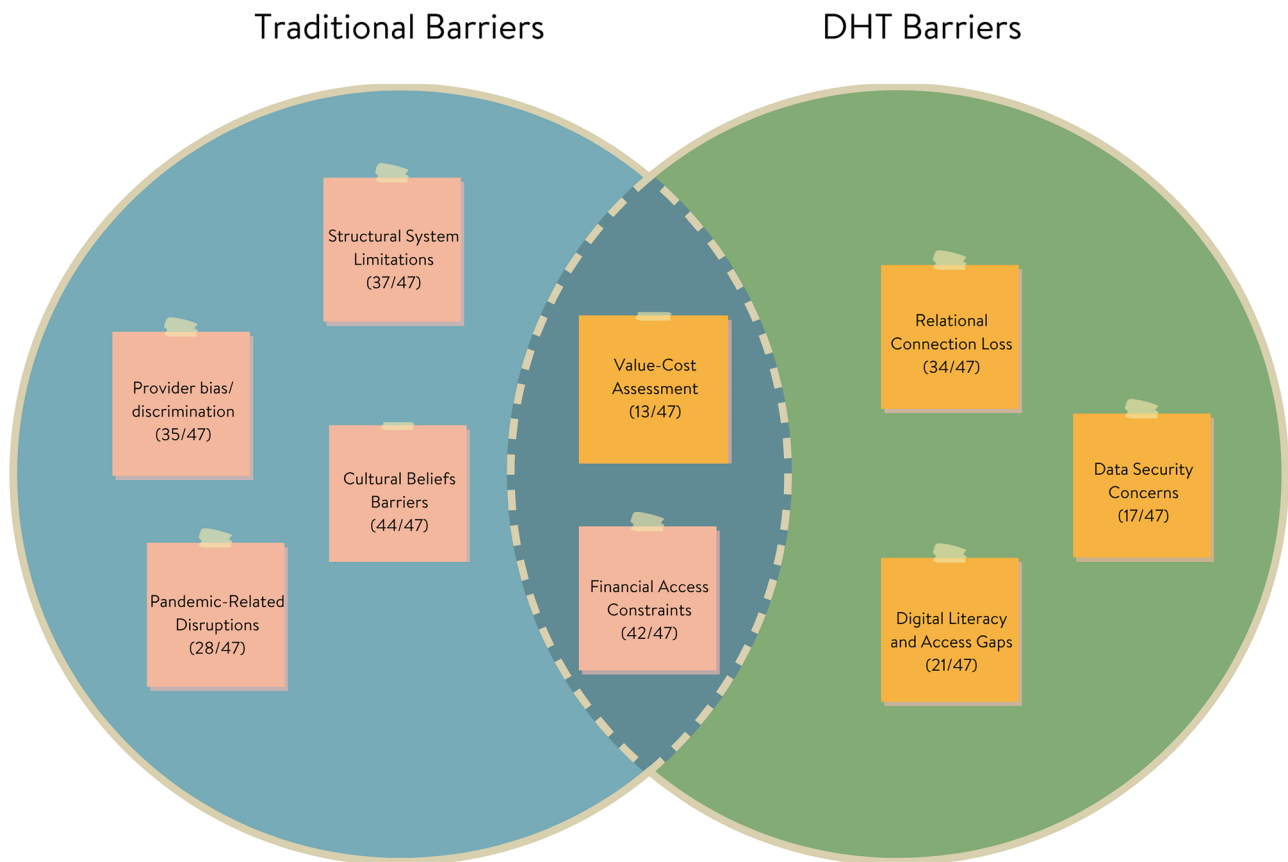 Traditional Barriers
DHT Barriers
Structural System
Limitations
(37/47)
Provider bias/
discrimination
(35/47)
Cultural Beliefs
Barriers
(44/47)
Pandemic-Related
Disruptions
(28/47)
Value-Cost
Assessment
(13/47)
Financial Access
Constraints
(42/47)
Relational
Connection Loss
(34/47)
Data Security
Concerns
(17/47)
Digital Literacy
and Access Gaps
(21/47)